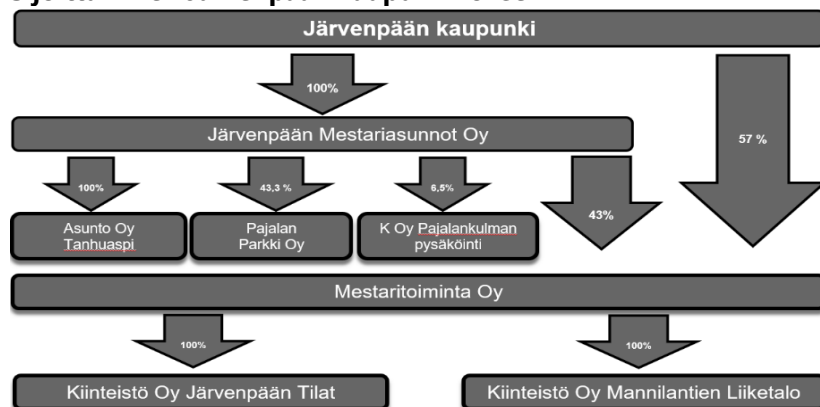 Järvenpään kaupunki
100%
57 %
Järvenpään Mestariasunnot Oy
100%
43,3 %
6,5%
43%
Asunto Oy
Tanhuaspi
Pajalan
Parkki Oy
K Oy Pajalankulman
pysäköinti
Mestaritoiminta Oy
100%
100%
Kiinteistö Oy Järvenpään Tilat
Kiinteistö Oy Mannilantien Liiketalo